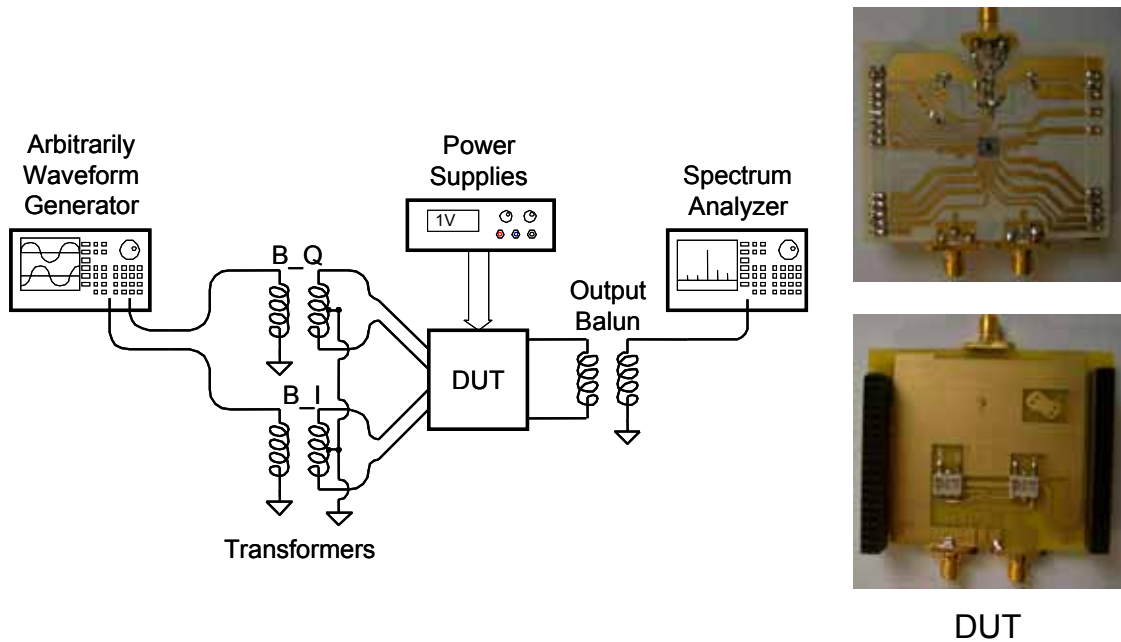 Arbitrarily
Waveform
Generator
Power
Supplies
1V
Spectrum
Analyzer
B_Q
Output
Balun
DUT
B_I
Transformers
DUT